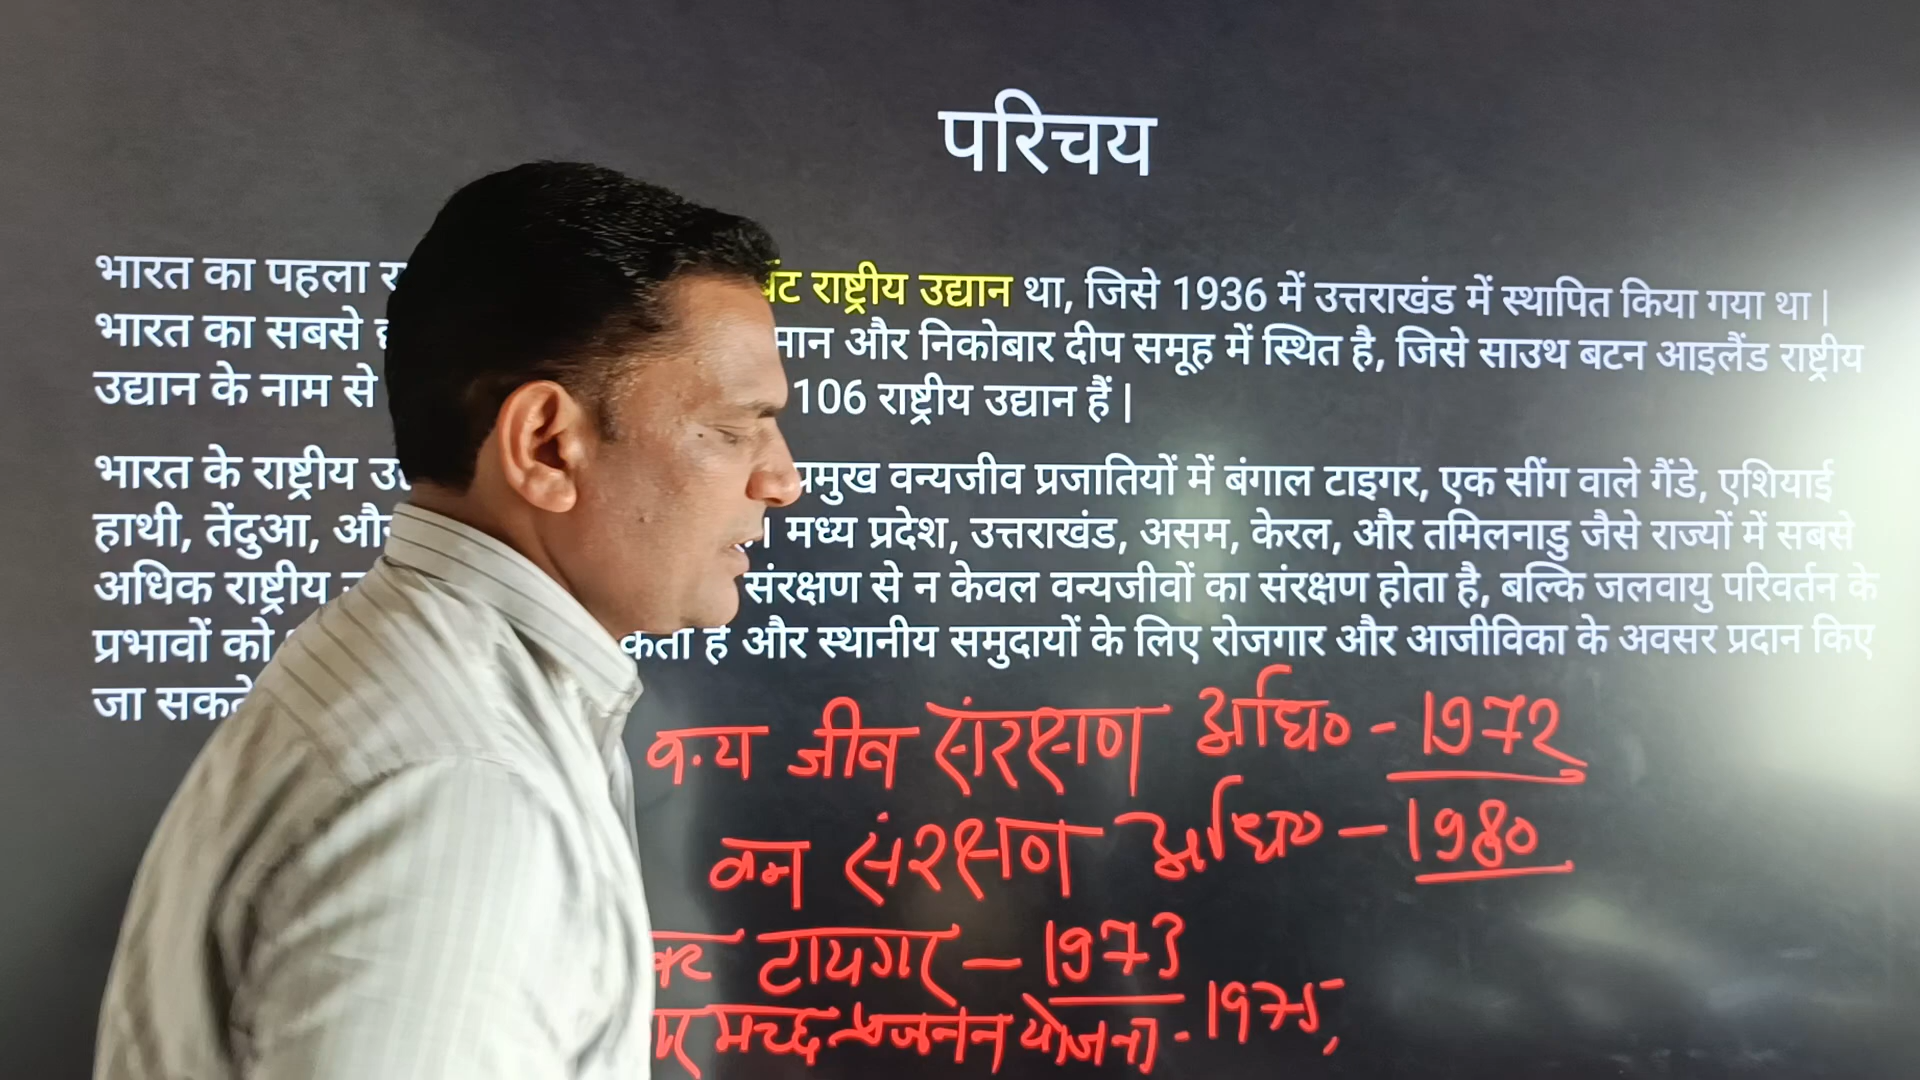 परिचय
भारत का पहला र र्बेट राष्ट्रीय उद्यान था, जिसे 1936 में उत्तराखंड में स्थापित किया गया था |
भारत का सबसे मान और निकोबार दीप समूह में स्थित है, जिसे साउथ बटन आइलैंड राष्ट्रीय
उद्यान के नाम से 106 राष्ट्रीय उद्यान हैं |
भारत के राष्ट्रीय प्रमुख वन्यजीव प्रजातियों में बंगाल टाइगर, एक सींग वाले गैंडे, एशियाई
हाथी, तेंदुआ, और । मध्य प्रदेश, उत्तराखंड, असम, केरल, और तमिलनाडु जैसे राज्यों में सबसे
अधिक राष्ट्रीय संरक्षण से न केवल वन्यजीवों का संरक्षण होता है, बल्कि जलवायु परिवर्तन के
प्रभावों को कता है और स्थानीय समुदायों के लिए रोजगार और आजीविका के अवसर प्रदान किए
जा सकते
वन्य जीव संरक्षण अधि० - 1972
वन संरक्षण अधि० - 1980
क्ट टायगर - 1973
मच्छ प्रजनन योजना - 1975,